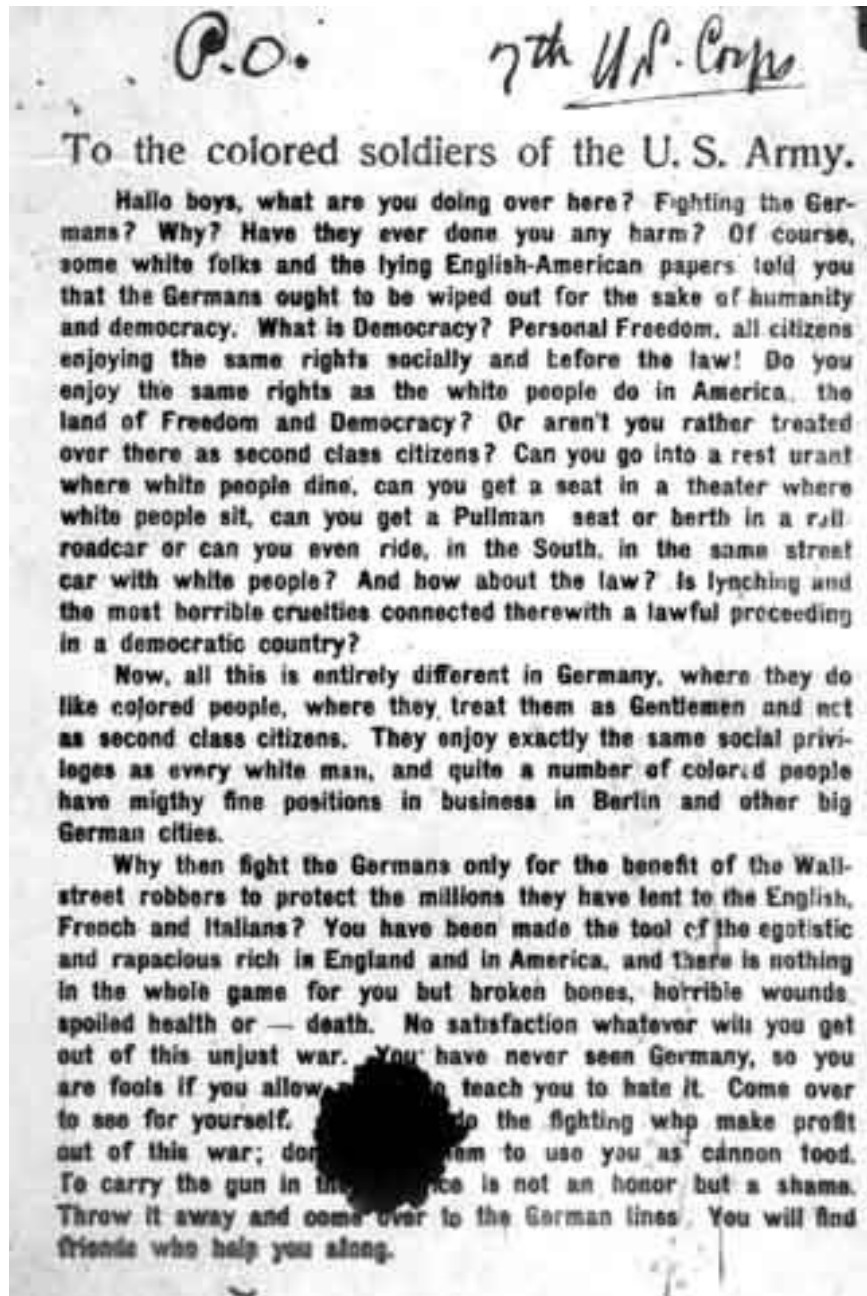 P.O. 7th U.S. Corps
To the colored soldiers of the U. S. Army.
Hallo boys, what are you doing over here? Fighting the Ger-
mans? Why? Have they ever done you any harm? Of course,
some white folks and the lying English-American papers told you
that the Germans ought to be wiped out for the sake of humanity
and democracy. What is Democracy? Personal Freedom, all citizens
enjoying the same rights socially and before the law! Do you
enjoy the same rights as the white people do in America, the
land of Freedom and Democracy? Or aren't you rather treated
over there as second class citizens? Can you go into a rest urant
where white people dine, can you get a seat in a theater where
white people sit, can you get a Pullman seat or berth in a rail-
roadcar or can you even ride, in the South, in the same street
car with white people? And how about the law? Is lynching and
the most horrible cruelties connected therewith a lawful proceeding
in a democratic country?
Now, all this is entirely different in Germany, where they do
like colored people, where they treat them as Gentlemen and not
as second class citizens. They enjoy exactly the same social privi-
leges as every white man, and quite a number of colored people
have migthy fine positions in business in Berlin and other big
German cities.
Why then fight the Germans only for the benefit of the Wall-
street robbers to protect the millions they have lent to the English,
French and Italians? You have been made the tool of the egotistic
and rapacious rich in England and in America, and there is nothing
in the whole game for you but broken bones, horrible wounds,
spoiled health or — death. No satisfaction whatever will you get
out of this unjust war. You have never seen Germany, so you
are fools if you allow teach you to hate it. Come over
to see for yourself. do the fighting who make profit
out of this war; to use you as cannon food.
To carry the gun in is not an honor but a shame.
Throw it away and come over to the German lines. You will find
friends who help you along.